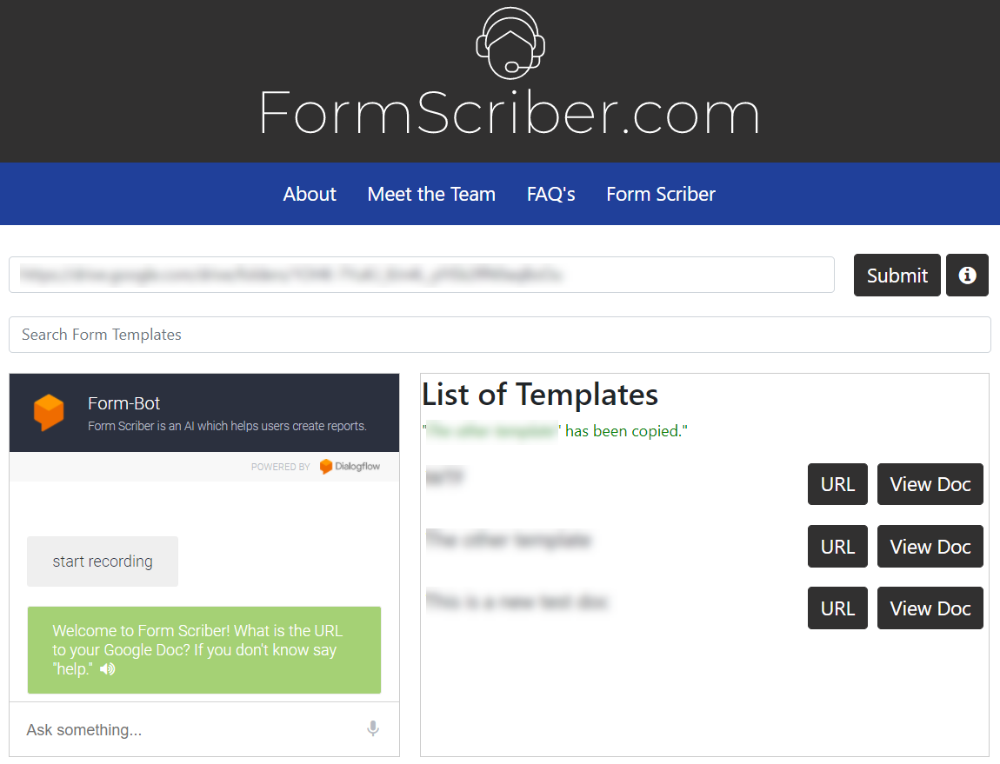 FormScriber.com
About Meet the Team FAQ's Form Scriber
Submit
Search Form Templates
Form-Bot
Form Scriber is an AI which helps users create reports.
POWERED BY Dialogflow
start recording
Welcome to Form Scriber! What is the URL
to your Google Doc? If you don't know say
"help."
Ask something...
List of Templates
"The other template' has been copied."
URL View Doc
The other template URL View Doc
This is a new test doc URL View Doc